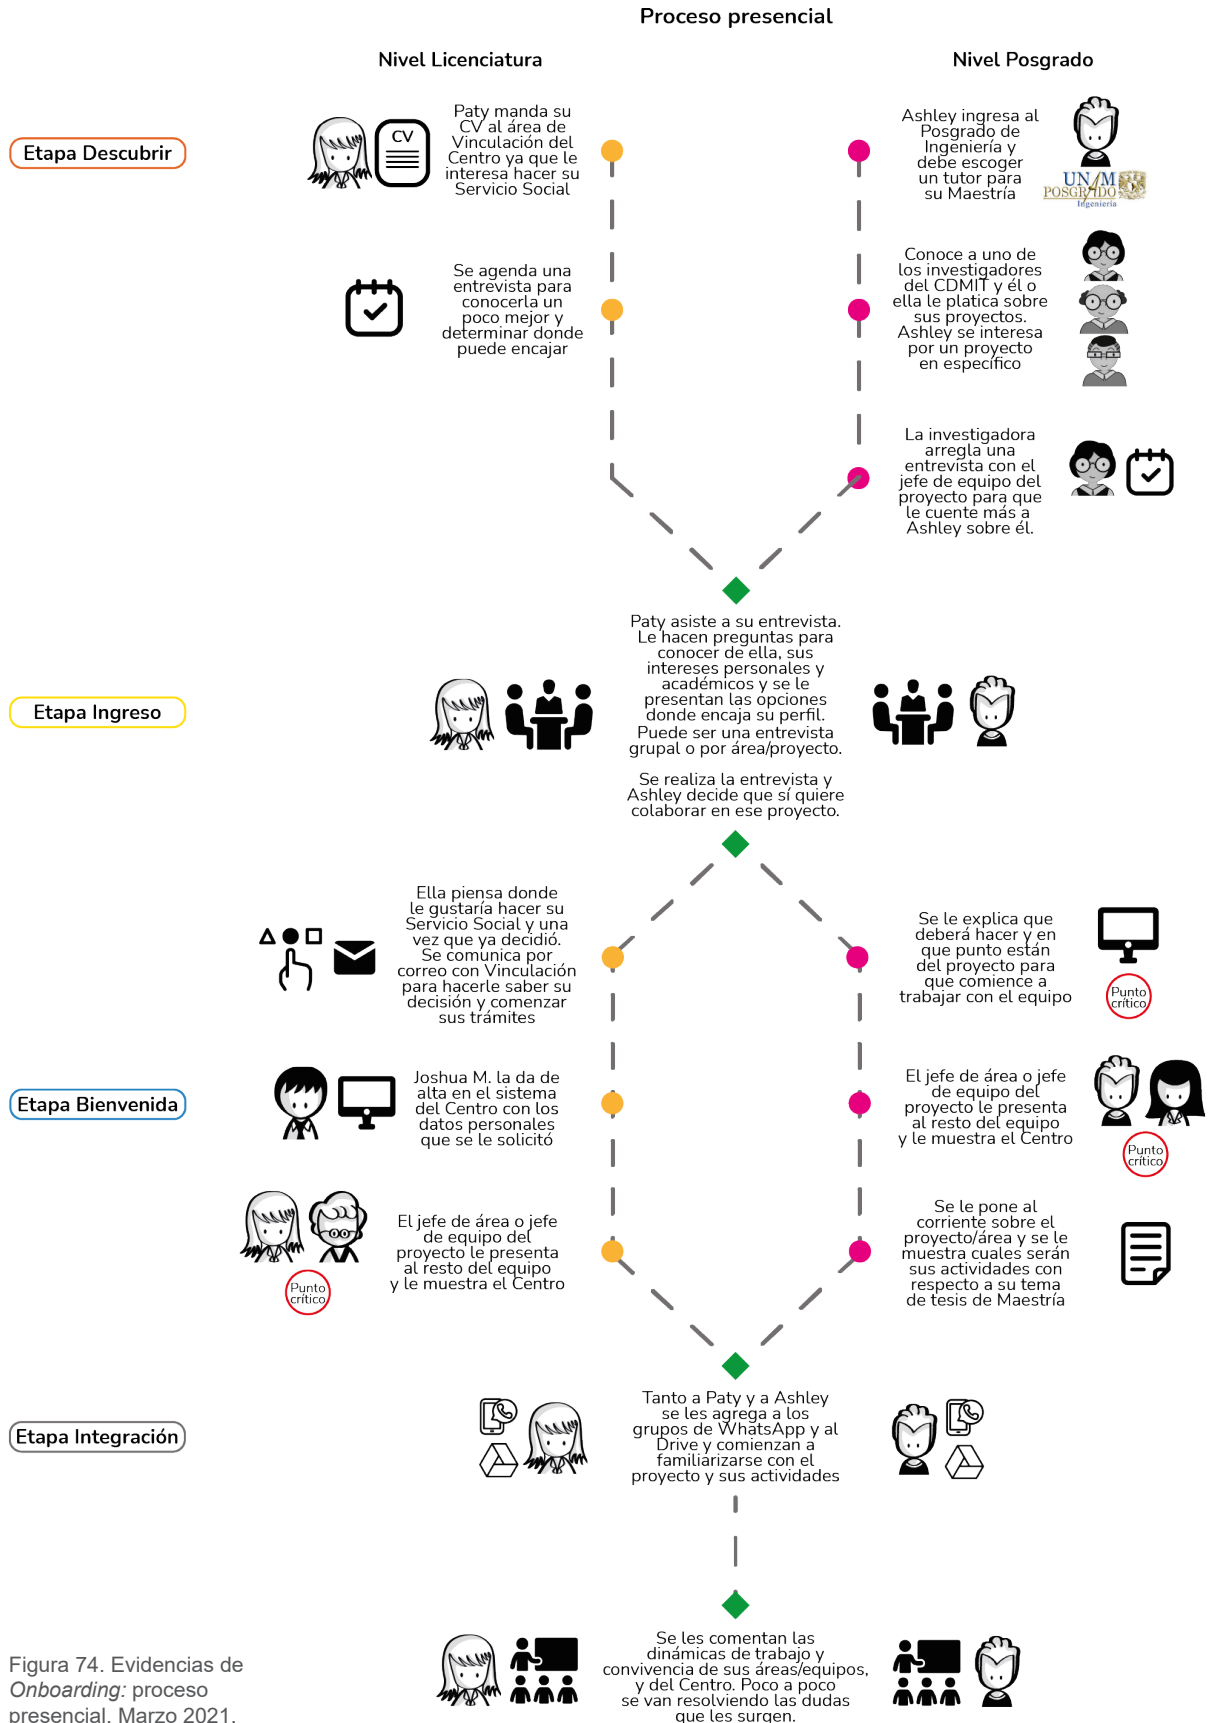 Proceso presencial
Nivel Licenciatura
Nivel Posgrado
Etapa Descubrir
CV
Paty manda su
CV al área de
Vinculación del
Centro ya que le
interesa hacer su
Servicio Social
Ashley ingresa al
Posgrado de
Ingeniería y
debe escoger
un tutor para
su Maestría
UNAM
POSGRADO
Ingeniería
Se agenda una
entrevista para
conocerla un
poco mejor y
determinar donde
puede encajar
Conoce a uno de
los investigadores
del CDMIT y él o
ella le platica sobre
sus proyectos.
Ashley se interesa
por un proyecto
en específico
La investigadora
arregla una
entrevista con el
jefe de equipo del
proyecto para que
le cuente más a
Ashley sobre él.
Etapa Ingreso
Paty asiste a su entrevista.
Le hacen preguntas para
conocer de ella, sus
intereses personales y
académicos y se le
presentan las opciones
donde encaja su perfil.
Puede ser una entrevista
grupal o por área/proyecto.
Se realiza la entrevista y
Ashley decide que sí quiere
colaborar en ese proyecto.
Ella piensa donde
le gustaría hacer su
Servicio Social y una
vez que ya decidió.
Se comunica por
correo con Vinculación
para hacerle saber su
decisión y comenzar
sus trámites
Se le explica que
deberá hacer y en
que punto están
del proyecto para
que comience a
trabajar con el equipo
Punto
crítico
Etapa Bienvenida
Joshua M. la da de
alta en el sistema
del Centro con los
datos personales
que se le solicitó
El jefe de área o jefe
de equipo del
proyecto le presenta
al resto del equipo
y le muestra el Centro
Punto
crítico
El jefe de área o jefe
de equipo del
proyecto le presenta
al resto del equipo
y le muestra el Centro
Punto
crítico
Se le pone al
corriente sobre el
proyecto/área y se le
muestra cuales serán
sus actividades con
respecto a su tema
de tesis de Maestría
Etapa Integración
Tanto a Paty y a Ashley
se les agrega a los
grupos de WhatsApp y al
Drive y comienzan a
familiarizarse con el
proyecto y sus actividades
Se les comentan las
dinámicas de trabajo y
convivencia de sus áreas/equipos,
y del Centro. Poco a poco
se van resolviendo las dudas
que les surgen.
Figura 74. Evidencias de
Onboarding: proceso
presencial. Marzo 2021.